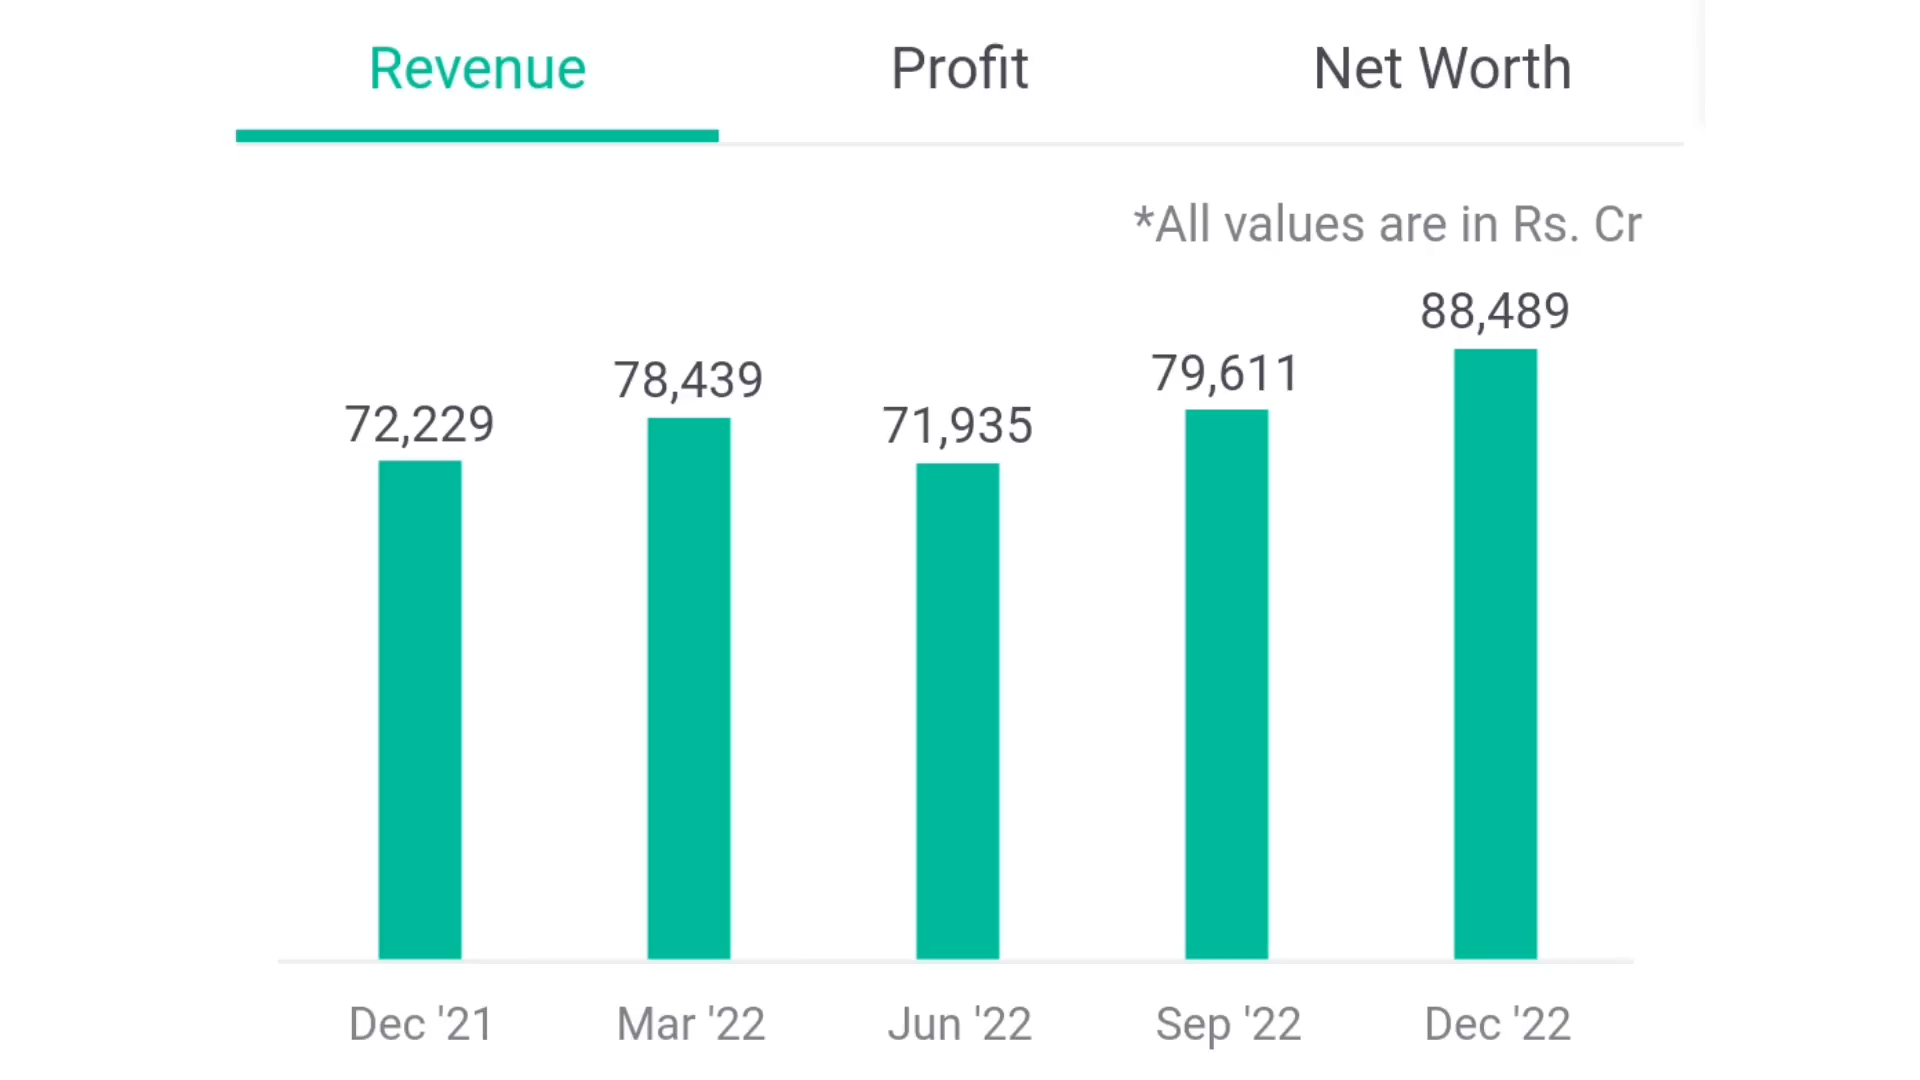 Revenue Profit Net Worth
*All values are in Rs. Cr
72,229 78,439 71,935 79,611 88,489
Dec '21 Mar '22 Jun '22 Sep '22 Dec '22